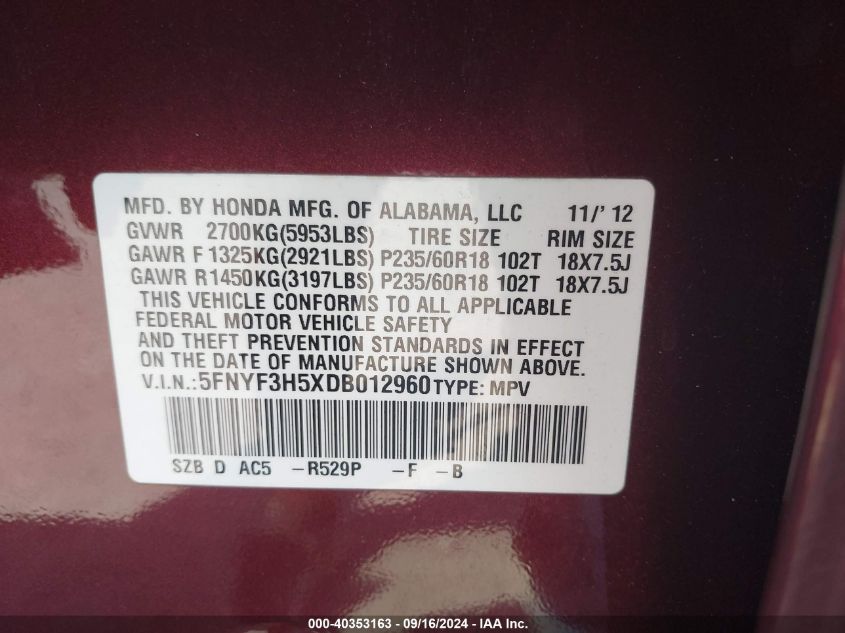 MFD. BY HONDA MFG. OF ALABAMA, LLC 11/' 12
GVWR 2700KG(5953LBS) TIRE SIZE RIM SIZE
GAWR F 1325KG(2921LBS) P235/60R18 102T 18X7.5J
GAWR R1450KG(3197LBS) P235/60R18 102T 18X7.5J
THIS VEHICLE CONFORMS TO ALL APPLICABLE
FEDERAL MOTOR VEHICLE SAFETY
AND THEFT PREVENTION STANDARDS IN EFFECT
ON THE DATE OF MANUFACTURE SHOWN ABOVE.
V.I.N.:5FNYF3H5XDB012960 TYPE: MPV
SZB D AC5 -R529P -F -B
000-40353163 - 09/16/2024 - IAA Inc.